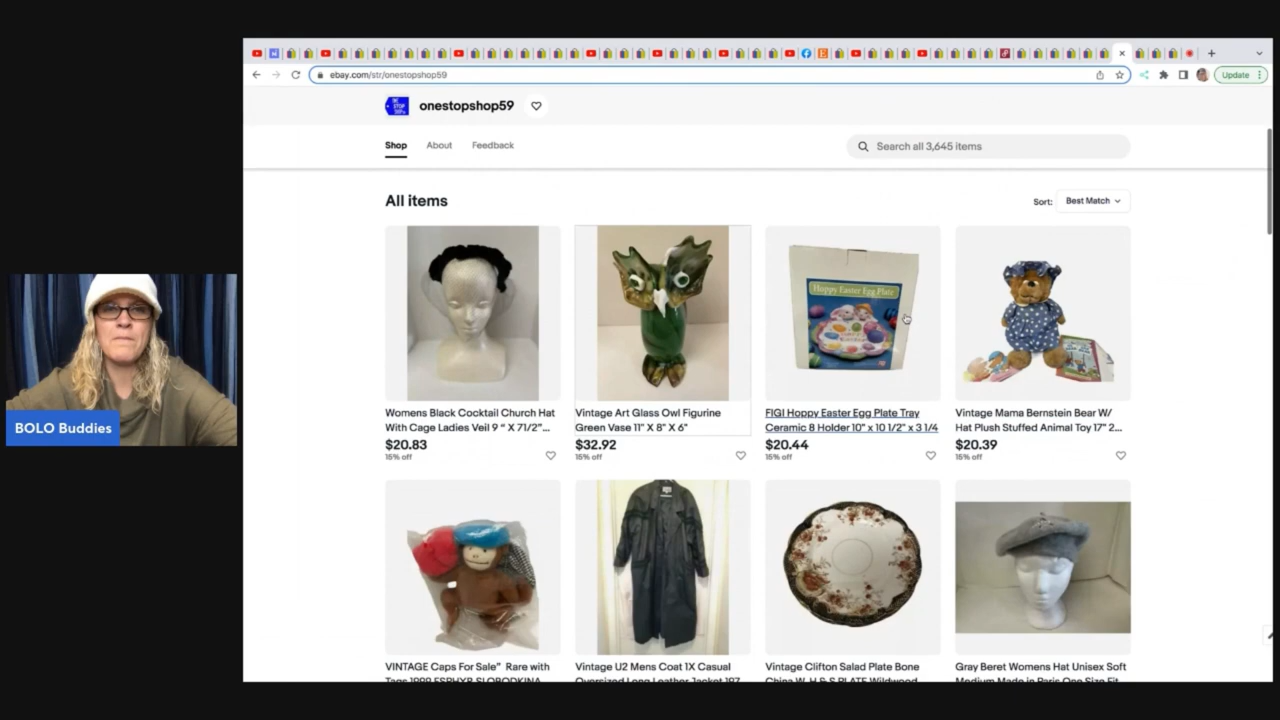 ebay.com/str/onestopshop59
Update
onestopshop59
Shop
About
Feedback
Search all 3,645 items
All items
Sort:
Best Match
Hoppy Easter Egg Plate
Womens Black Cocktail Church Hat
With Cage Ladies Veil 9 “ X 71/2”...
$20.83
15% off
Vintage Art Glass Owl Figurine
Green Vase 11" X 8" X 6"
$32.92
15% off
FIGI Hoppy Easter Egg Plate Tray
Ceramic 8 Holder 10" x 10 1/2" x 3 1/4
$20.44
15% off
Vintage Mama Bernstein Bear W/
Hat Plush Stuffed Animal Toy 17" 2...
$20.39
15% off
BOLO Buddies
VINTAGE Caps For Sale” Rare with
Tags 1999 ESPHYR SLOBODKINA
Vintage U2 Mens Coat 1X Casual
Oversized Long Leather Jacket 197
Vintage Clifton Salad Plate Bone
China W. H & S PLATE Wildwood
Gray Beret Womens Hat Unisex Soft
Medium Made in Paris One Size Fit